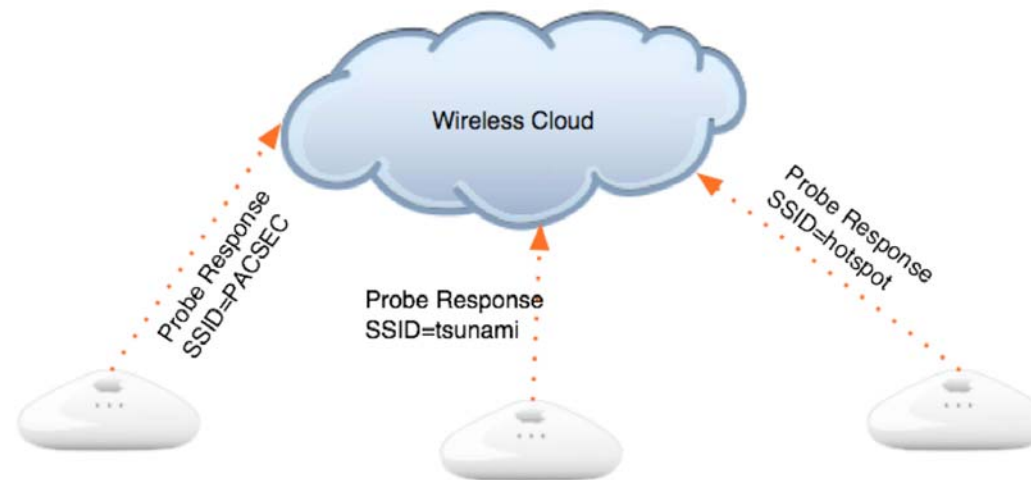 Wireless Cloud
Probe Response
SSID=PACSEC
Probe Response
SSID=tsunami
Probe Response
SSID=hotspot